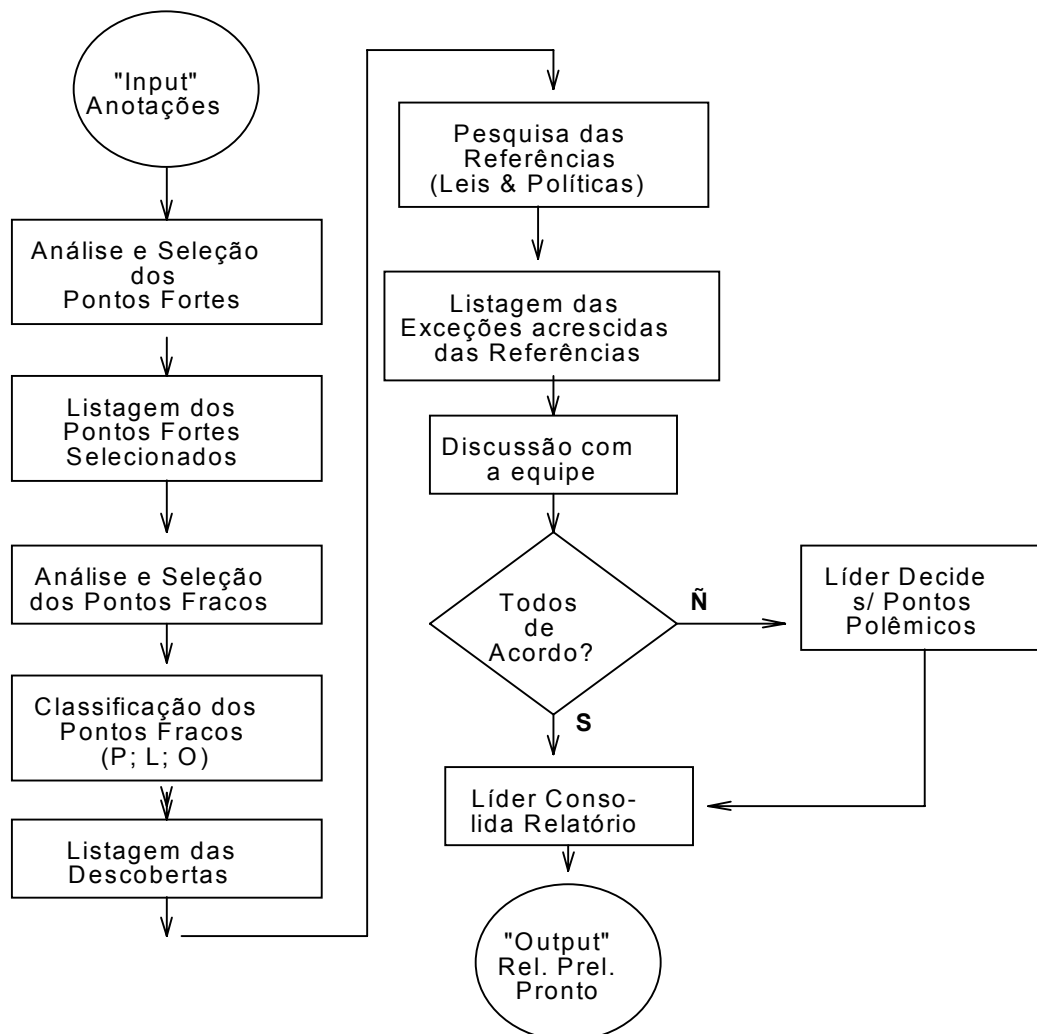 "Input"
Anotações
Análise e Seleção
dos
Pontos Fortes
Listagem dos
Pontos Fortes
Selecionados
Análise e Seleção
dos Pontos Fracos
Classificação dos
Pontos Fracos
(P; L; O)
Listagem das
Descobertas
Pesquisa das
Referências
(Leis & Políticas)
Listagem das
Exceções acrescidas
das Referências
Discussão com
a equipe
Todos
de
Acordo?
Ñ
Líder Decide
s/ Pontos
Polêmicos
S
Líder Conso-
lida Relatório
"Output"
Rel. Prel.
Pronto